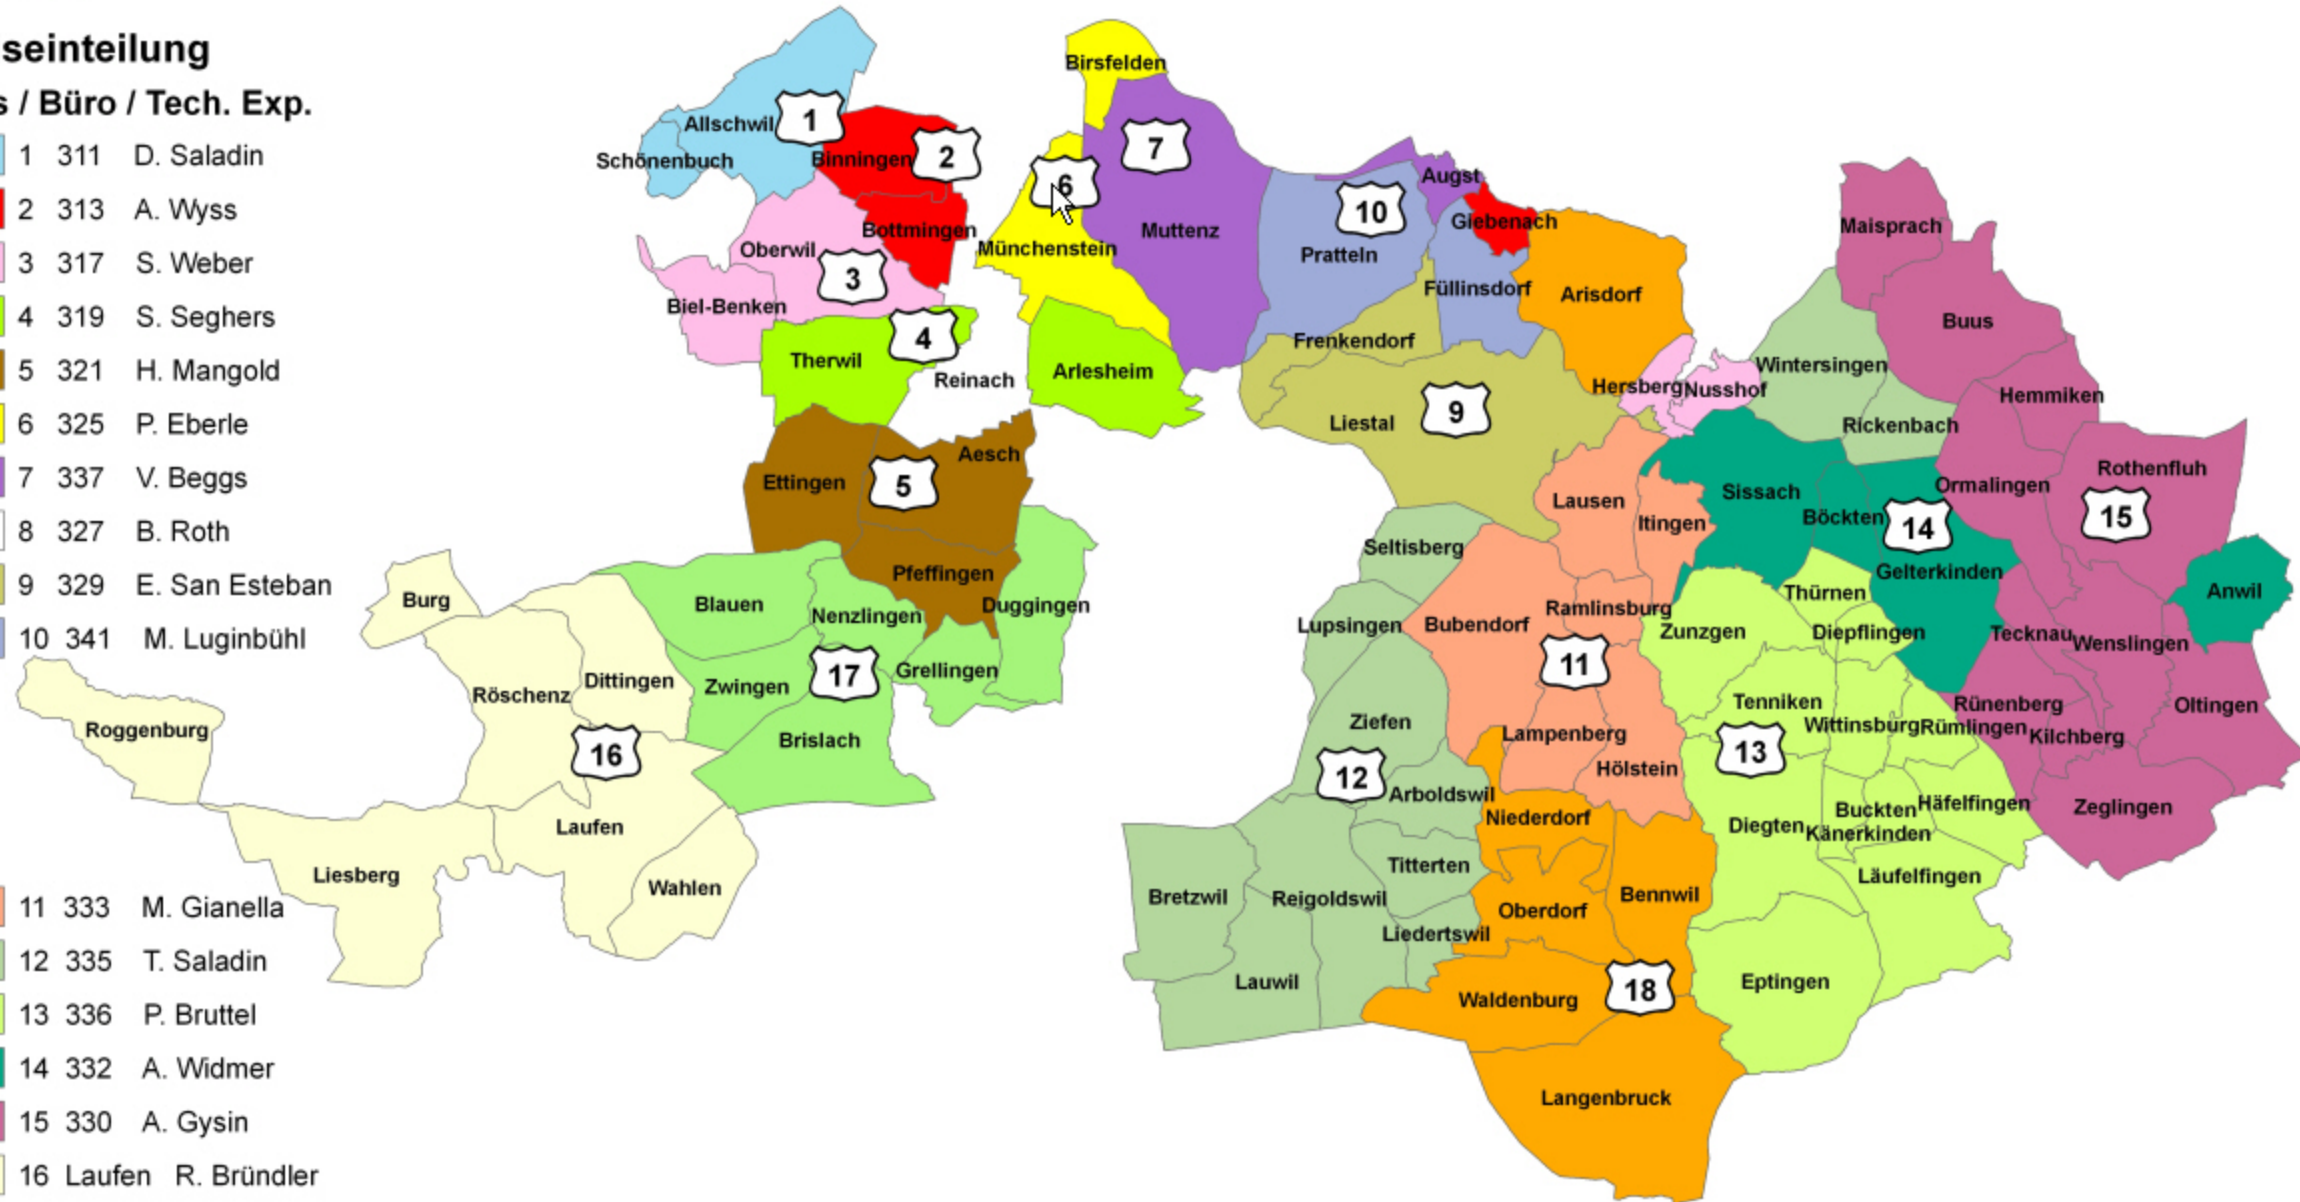 seinteilung
s / Büro / Tech. Exp.
1 311 D. Saladin
2 313 A. Wyss
3 317 S. Weber
4 319 S. Seghers
5 321 H. Mangold
6 325 P. Eberle
7 337 V. Beggs
8 327 B. Roth
9 329 E. San Esteban
10 341 M. Luginbühl
11 333 M. Gianella
12 335 T. Saladin
13 336 P. Bruttel
14 332 A. Widmer
15 330 A. Gysin
16 Laufen R. Bründler
Allschwil
1
Schönenbuch
Binningen
2
Bottmingen
Oberwil
3
Biel-Benken
4
Therwil
Reinach
Arlesheim
Birsfelden
6
Münchenstein
7
Muttenz
10
Pratteln
Augst
Giebenach
Füllinsdorf
Arisdorf
Frenkendorf
Liestal
9
Hersberg
Nusshof
Wintersingen
Rickenbach
Maisprach
Buus
Hemmiken
Rothenfluh
Ormalingen
15
Ettingen
5
Aesch
Pfeffingen
Duggingen
Blauen
Nenzlingen
Grellingen
Zwingen
17
Brislach
Burg
Röschenz
Dittingen
Roggenburg
16
Laufen
Liesberg
Wahlen
Lausen
Itingen
Sissach
Böckten
14
Gelterkinden
Anwil
Seltisberg
Lupsingen
Bubendorf
Ramlinsburg
11
Zunzgen
Thürnen
Diepflingen
Tecknau
Wenslingen
Oltingen
Rünenberg
Kilchberg
Zeglingen
Ziefen
12
Arboldswil
Lampenberg
Hölstein
Tenniken
13
Wittinsburg
Rümlingen
Diegten
Buckten
Känerkinden
Häfelfingen
Läufelfingen
Niederdorf
Titterten
Bretzwil
Reigoldswil
Liedertswil
Lauwil
Oberdorf
Bennwil
Waldenburg
18
Eptingen
Langenbruck